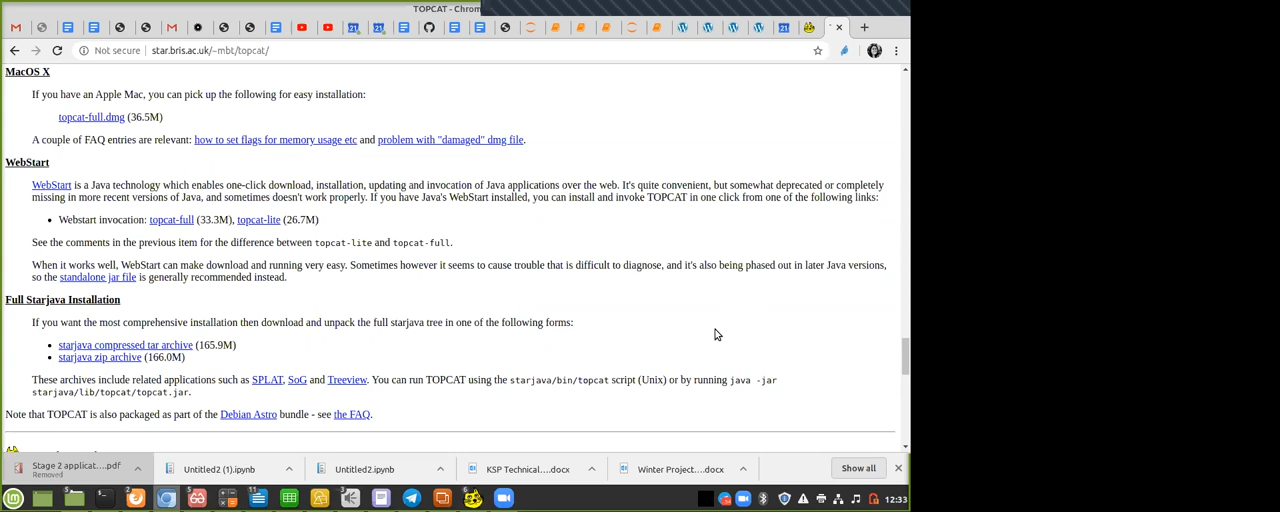 TOPCAT - Chrom
Not secure
star.bris.ac.uk/~mbt/topcat/
MacOS X
If you have an Apple Mac, you can pick up the following for easy installation:
topcat-full.dmg (36.5M)
A couple of FAQ entries are relevant: how to set flags for memory usage etc and problem with "damaged" dmg file.
WebStart
WebStart is a Java technology which enables one-click download, installation, updating and invocation of Java applications over the web. It's quite convenient, but somewhat deprecated or completely
missing in more recent versions of Java, and sometimes doesn't work properly. If you have Java's WebStart installed, you can install and invoke TOPCAT in one click from one of the following links:
• Webstart invocation: topcat-full (33.3M), topcat-lite (26.7M)
See the comments in the previous item for the difference between topcat-lite and topcat-full.
When it works well, WebStart can make download and running very easy. Sometimes however it seems to cause trouble that is difficult to diagnose, and it's also being phased out in later Java versions,
so the standalone jar file is generally recommended instead.
Full Starjava Installation
If you want the most comprehensive installation then download and unpack the full starjava tree in one of the following forms:
• starjava compressed tar archive (165.9M)
• starjava zip archive (166.0M)
These archives include related applications such as SPLAT, SoG and Treeview. You can run TOPCAT using the starjava/bin/topcat script (Unix) or by running java -jar
starjava/lib/topcat/topcat.jar.
Note that TOPCAT is also packaged as part of the Debian Astro bundle - see the FAQ.
Stage 2 applicat....pdf
Removed
Untitled2 (1).ipynb
Untitled2.ipynb
KSP Technical....docx
Winter Project....docx
Show all
12:33